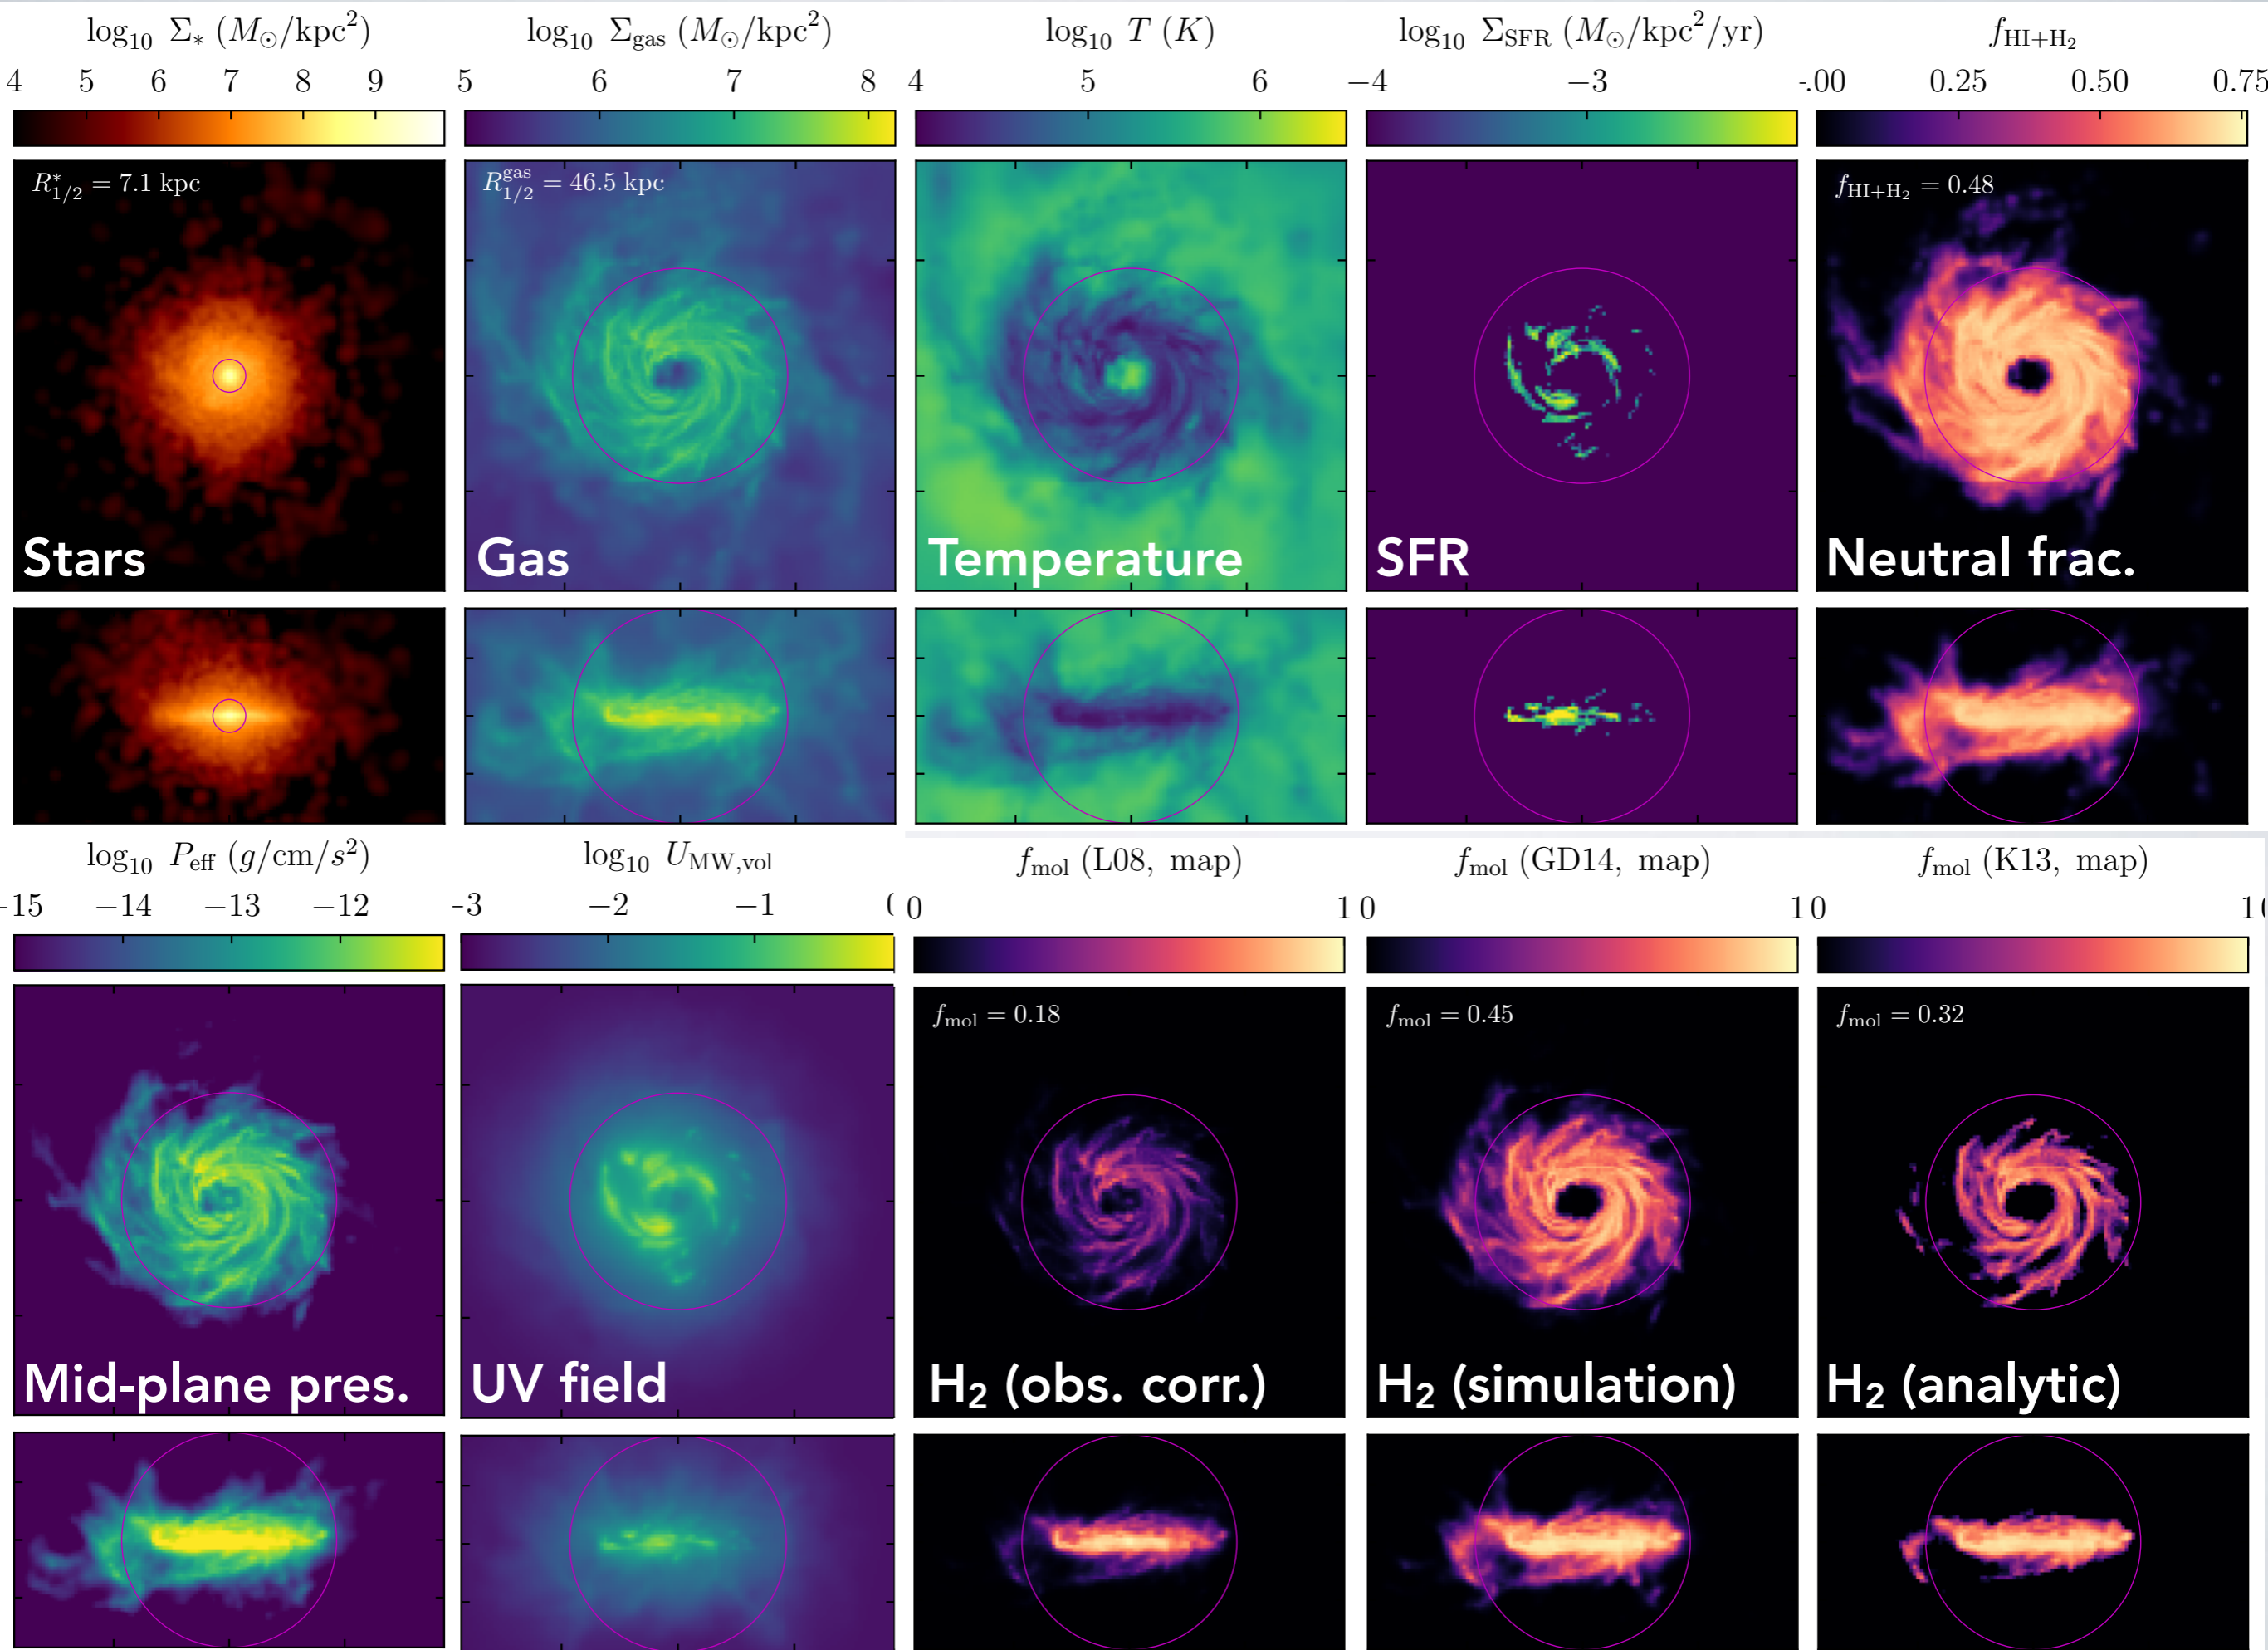 log₁₀ Σ* (M⊙/kpc²)
4 5 6 7 8 9
R*₁/₂ = 7.1 kpc
Stars
log₁₀ Σgas (M⊙/kpc²)
5 6 7 8
Rgas₁/₂ = 46.5 kpc
Gas
log₁₀ T (K)
4 5 6
Temperature
log₁₀ ΣSFR (M⊙/kpc²/yr)
−4 −3
SFR
fHI+H₂
.00 0.25 0.50 0.75
fHI+H₂ = 0.48
Neutral frac.
log₁₀ Peff (g/cm/s²)
−15 −14 −13 −12
Mid-plane pres.
log₁₀ UMW,vol
−3 −2 −1
UV field
fmol (L08, map)
0 1
fmol = 0.18
H₂ (obs. corr.)
fmol (GD14, map)
0 1
fmol = 0.45
H₂ (simulation)
fmol (K13, map)
0 1
fmol = 0.32
H₂ (analytic)